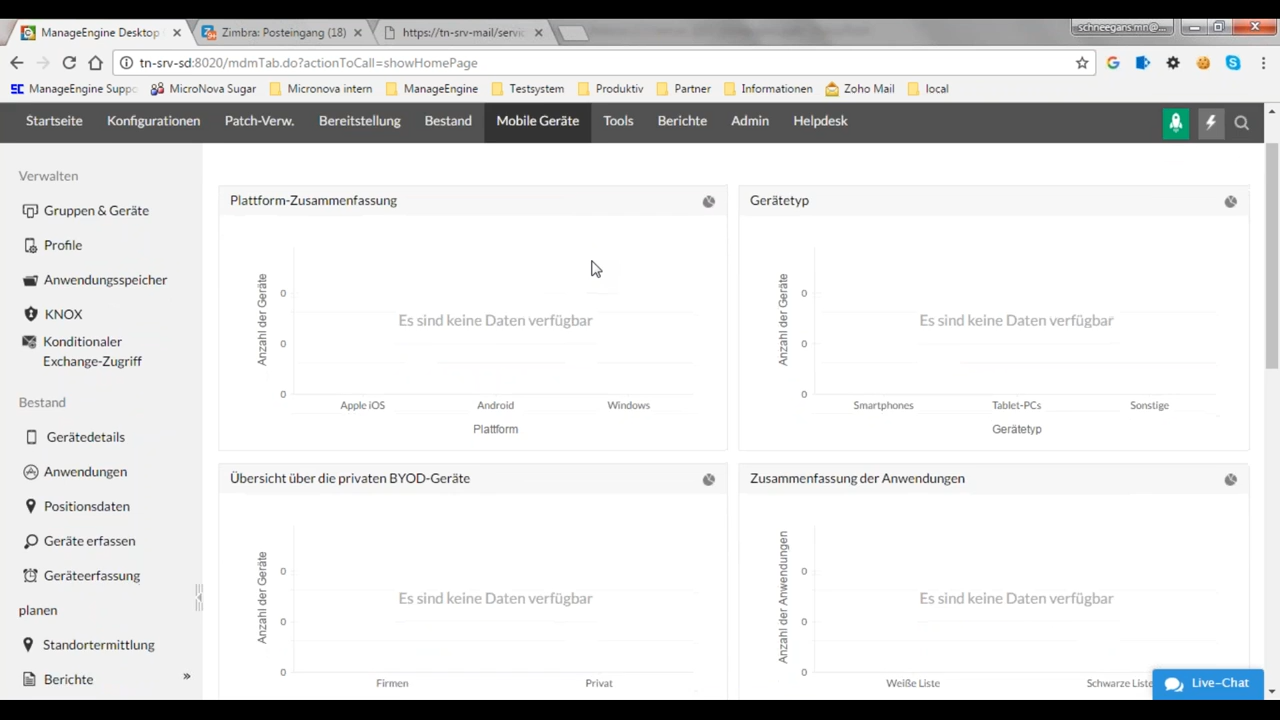 ManageEngine Desktop
Zimbra: Posteingang (18)
https://tn-srv-mail/servic
schneegans.mn@...
tn-srv-sd:8020/mdmTab.do?actionToCall=showHomePage
ManageEngine Suppo
MicroNova Sugar
Micronova intern
ManageEngine
Testsystem
Produktiv
Partner
Informationen
Zoho Mail
local
Startseite
Konfigurationen
Patch-Verw.
Bereitstellung
Bestand
Mobile Geräte
Tools
Berichte
Admin
Helpdesk
Verwalten
Gruppen & Geräte
Profile
Anwendungsspeicher
KNOX
Konditionaler
Exchange-Zugriff
Bestand
Gerätedetails
Anwendungen
Positionsdaten
Geräte erfassen
Geräteerfassung
planen
Standortermittlung
Berichte
»
Plattform-Zusammenfassung
Anzahl der Geräte
0
0
0
Es sind keine Daten verfügbar
Apple iOS
Android
Windows
Plattform
Gerätetyp
Anzahl der Geräte
0
0
0
Es sind keine Daten verfügbar
Smartphones
Tablet-PCs
Sonstige
Gerätetyp
Übersicht über die privaten BYOD-Geräte
Anzahl der Geräte
0
0
0
Es sind keine Daten verfügbar
Firmen
Privat
Zusammenfassung der Anwendungen
Anzahl der Anwendungen
0
0
0
Es sind keine Daten verfügbar
Weiße Liste
Schwarze Liste
Live-Chat